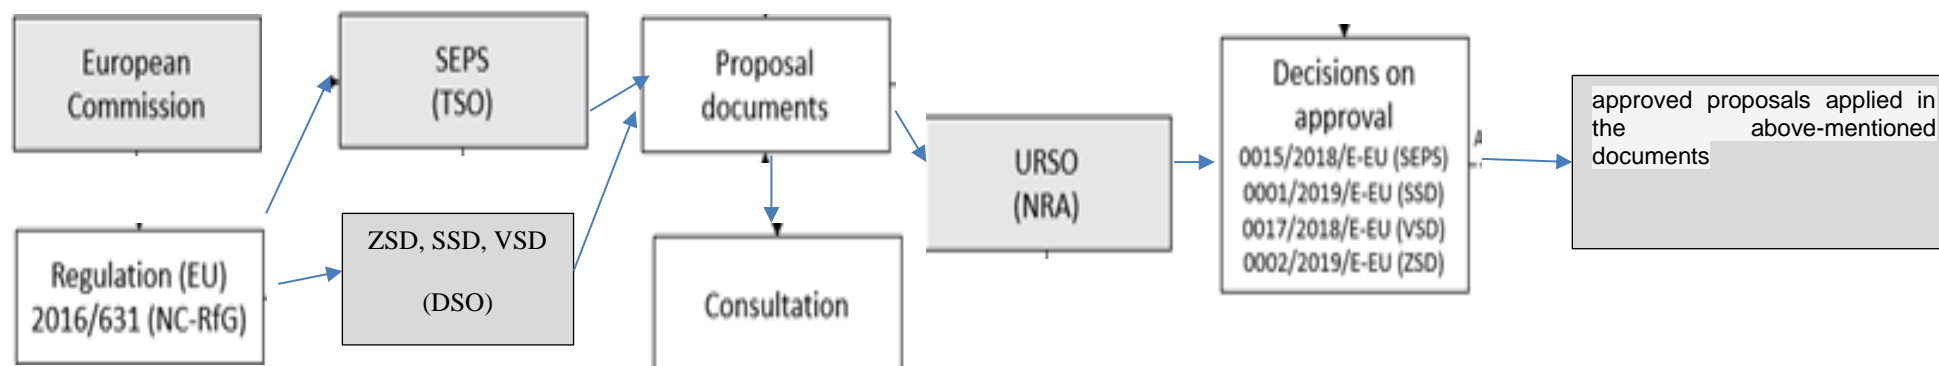 European
Commission
Regulation (EU)
2016/631 (NC-RfG)
SEPS
(TSO)
ZSD, SSD, VSD
(DSO)
Proposal
documents
Consultation
URSO
(NRA)
Decisions on
approval
0015/2018/E-EU (SEPS)
0001/2019/E-EU (SSD)
0017/2018/E-EU (VSD)
0002/2019/E-EU (ZSD)
approved proposals applied in
the above-mentioned
documents